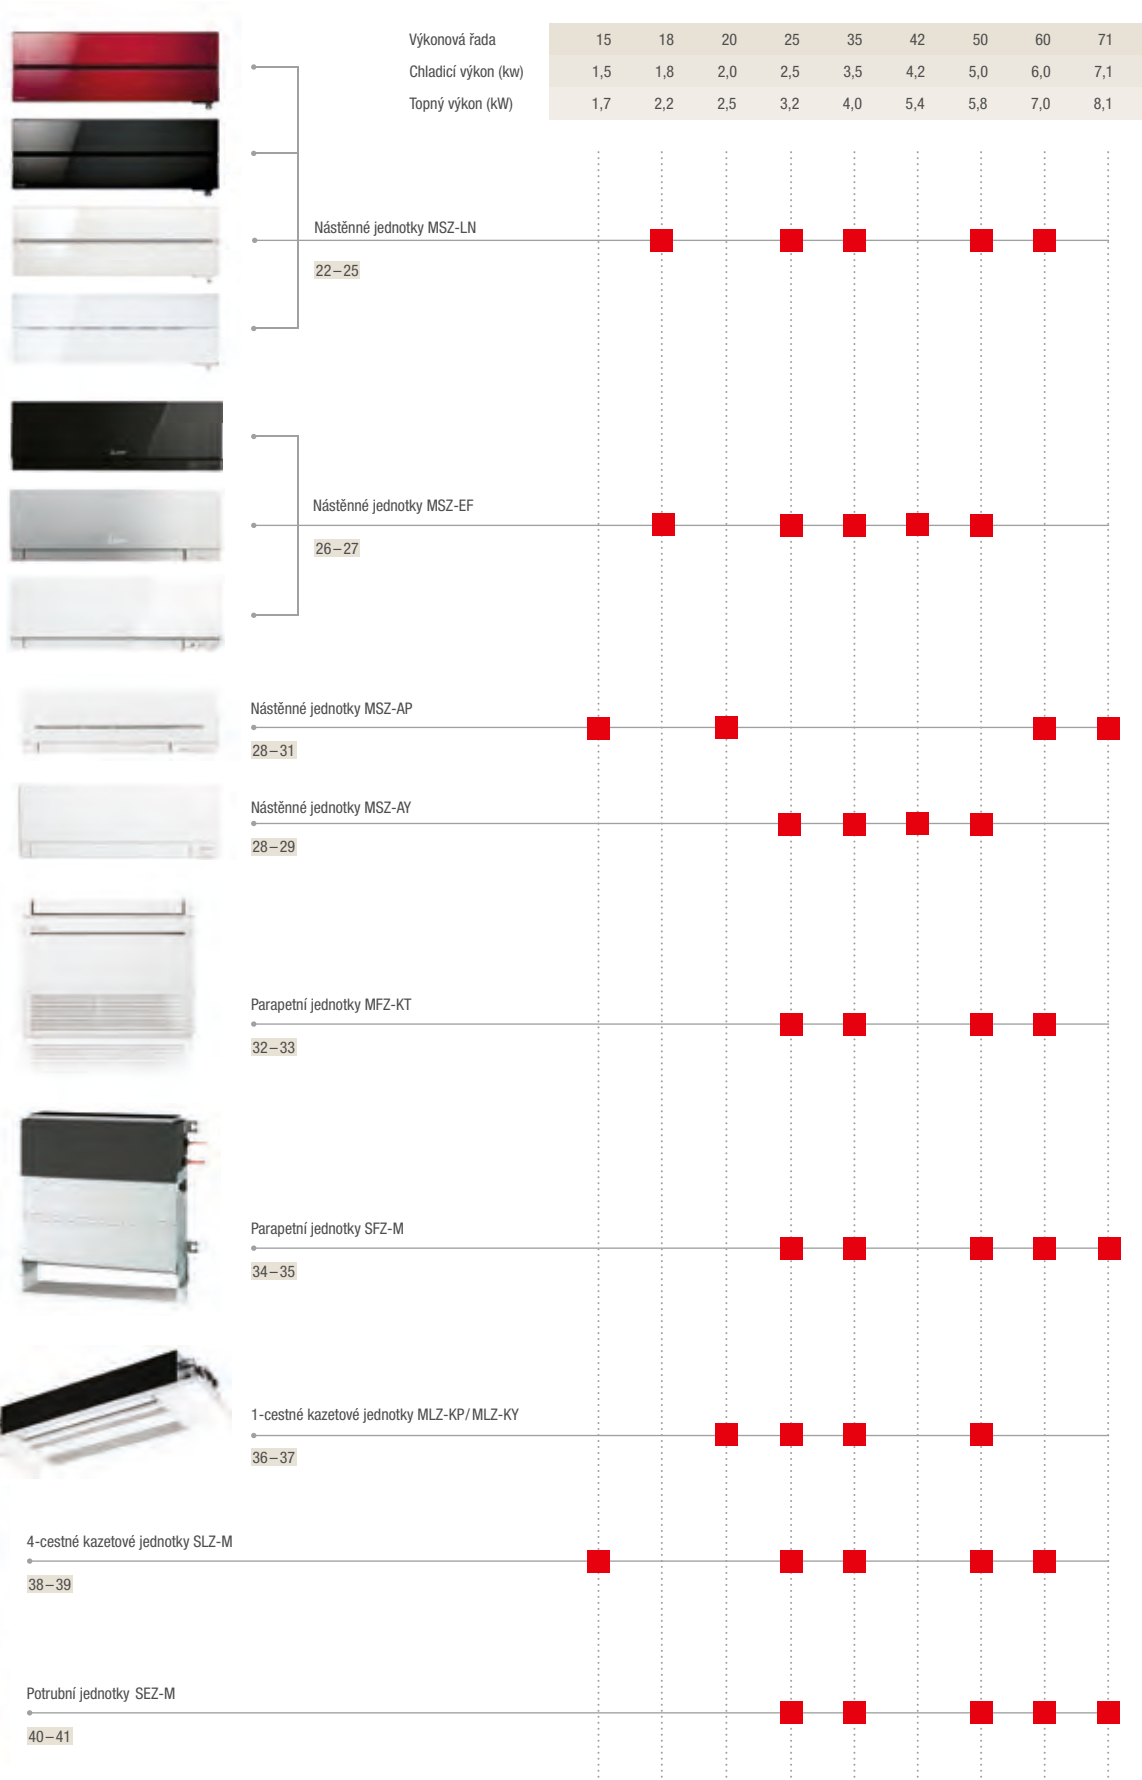 Výkonová řada 15 18 20 25 35 42 50 60 71
Chladicí výkon (kw) 1,5 1,8 2,0 2,5 3,5 4,2 5,0 6,0 7,1
Topný výkon (kW) 1,7 2,2 2,5 3,2 4,0 5,4 5,8 7,0 8,1
Nástěnné jednotky MSZ-LN
22–25
Nástěnné jednotky MSZ-EF
26–27
Nástěnné jednotky MSZ-AP
28–31
Nástěnné jednotky MSZ-AY
28–29
Parapetní jednotky MFZ-KT
32–33
Parapetní jednotky SFZ-M
34–35
1-cestné kazetové jednotky MLZ-KP/MLZ-KY
36–37
4-cestné kazetové jednotky SLZ-M
38–39
Potrubní jednotky SEZ-M
40–41